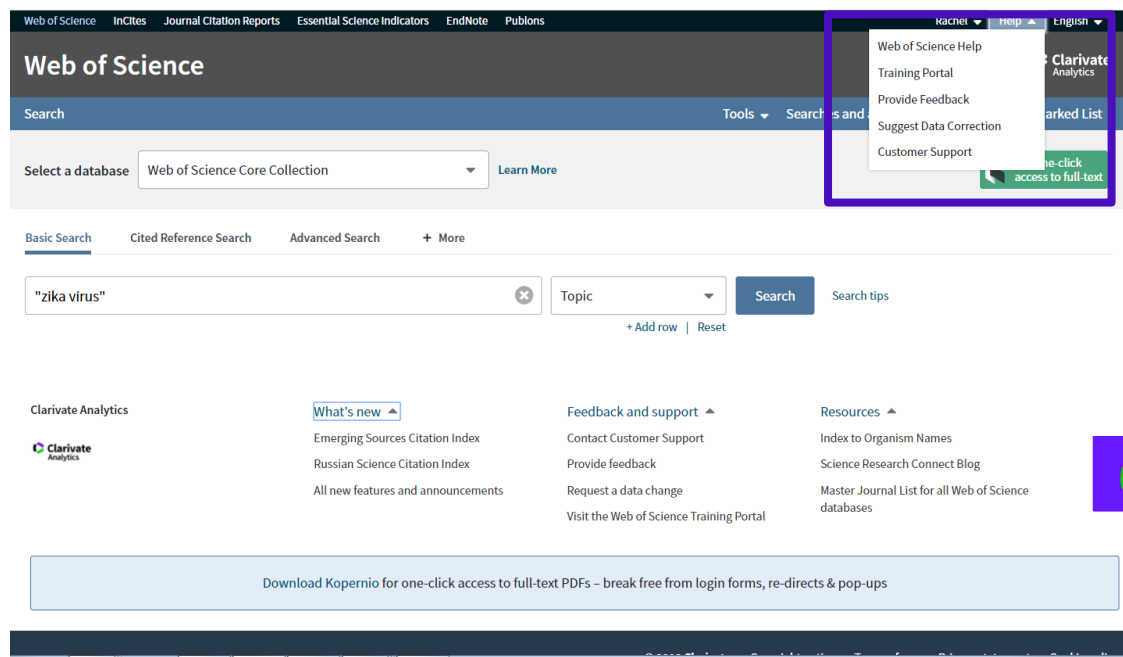 Web of Science InCites Journal Citation Reports Essential Science Indicators EndNote Publons Rachel Help English
Web of Science
Web of Science Help
Training Portal
Provide Feedback
Suggest Data Correction
Customer Support
Clarivate
Analytics
Search Tools Searches and a arked List
Select a database Web of Science Core Collection Learn More
ne-click
access to full-text
Basic Search Cited Reference Search Advanced Search + More
"zika virus" Topic Search Search tips
+ Add row | Reset
Clarivate Analytics What's new Feedback and support Resources
Clarivate
Analytics
Emerging Sources Citation Index Contact Customer Support Index to Organism Names
Russian Science Citation Index Provide feedback Science Research Connect Blog
All new features and announcements Request a data change Master Journal List for all Web of Science
databases
Visit the Web of Science Training Portal
Download Kopernio for one-click access to full-text PDFs – break free from login forms, re-directs & pop-ups